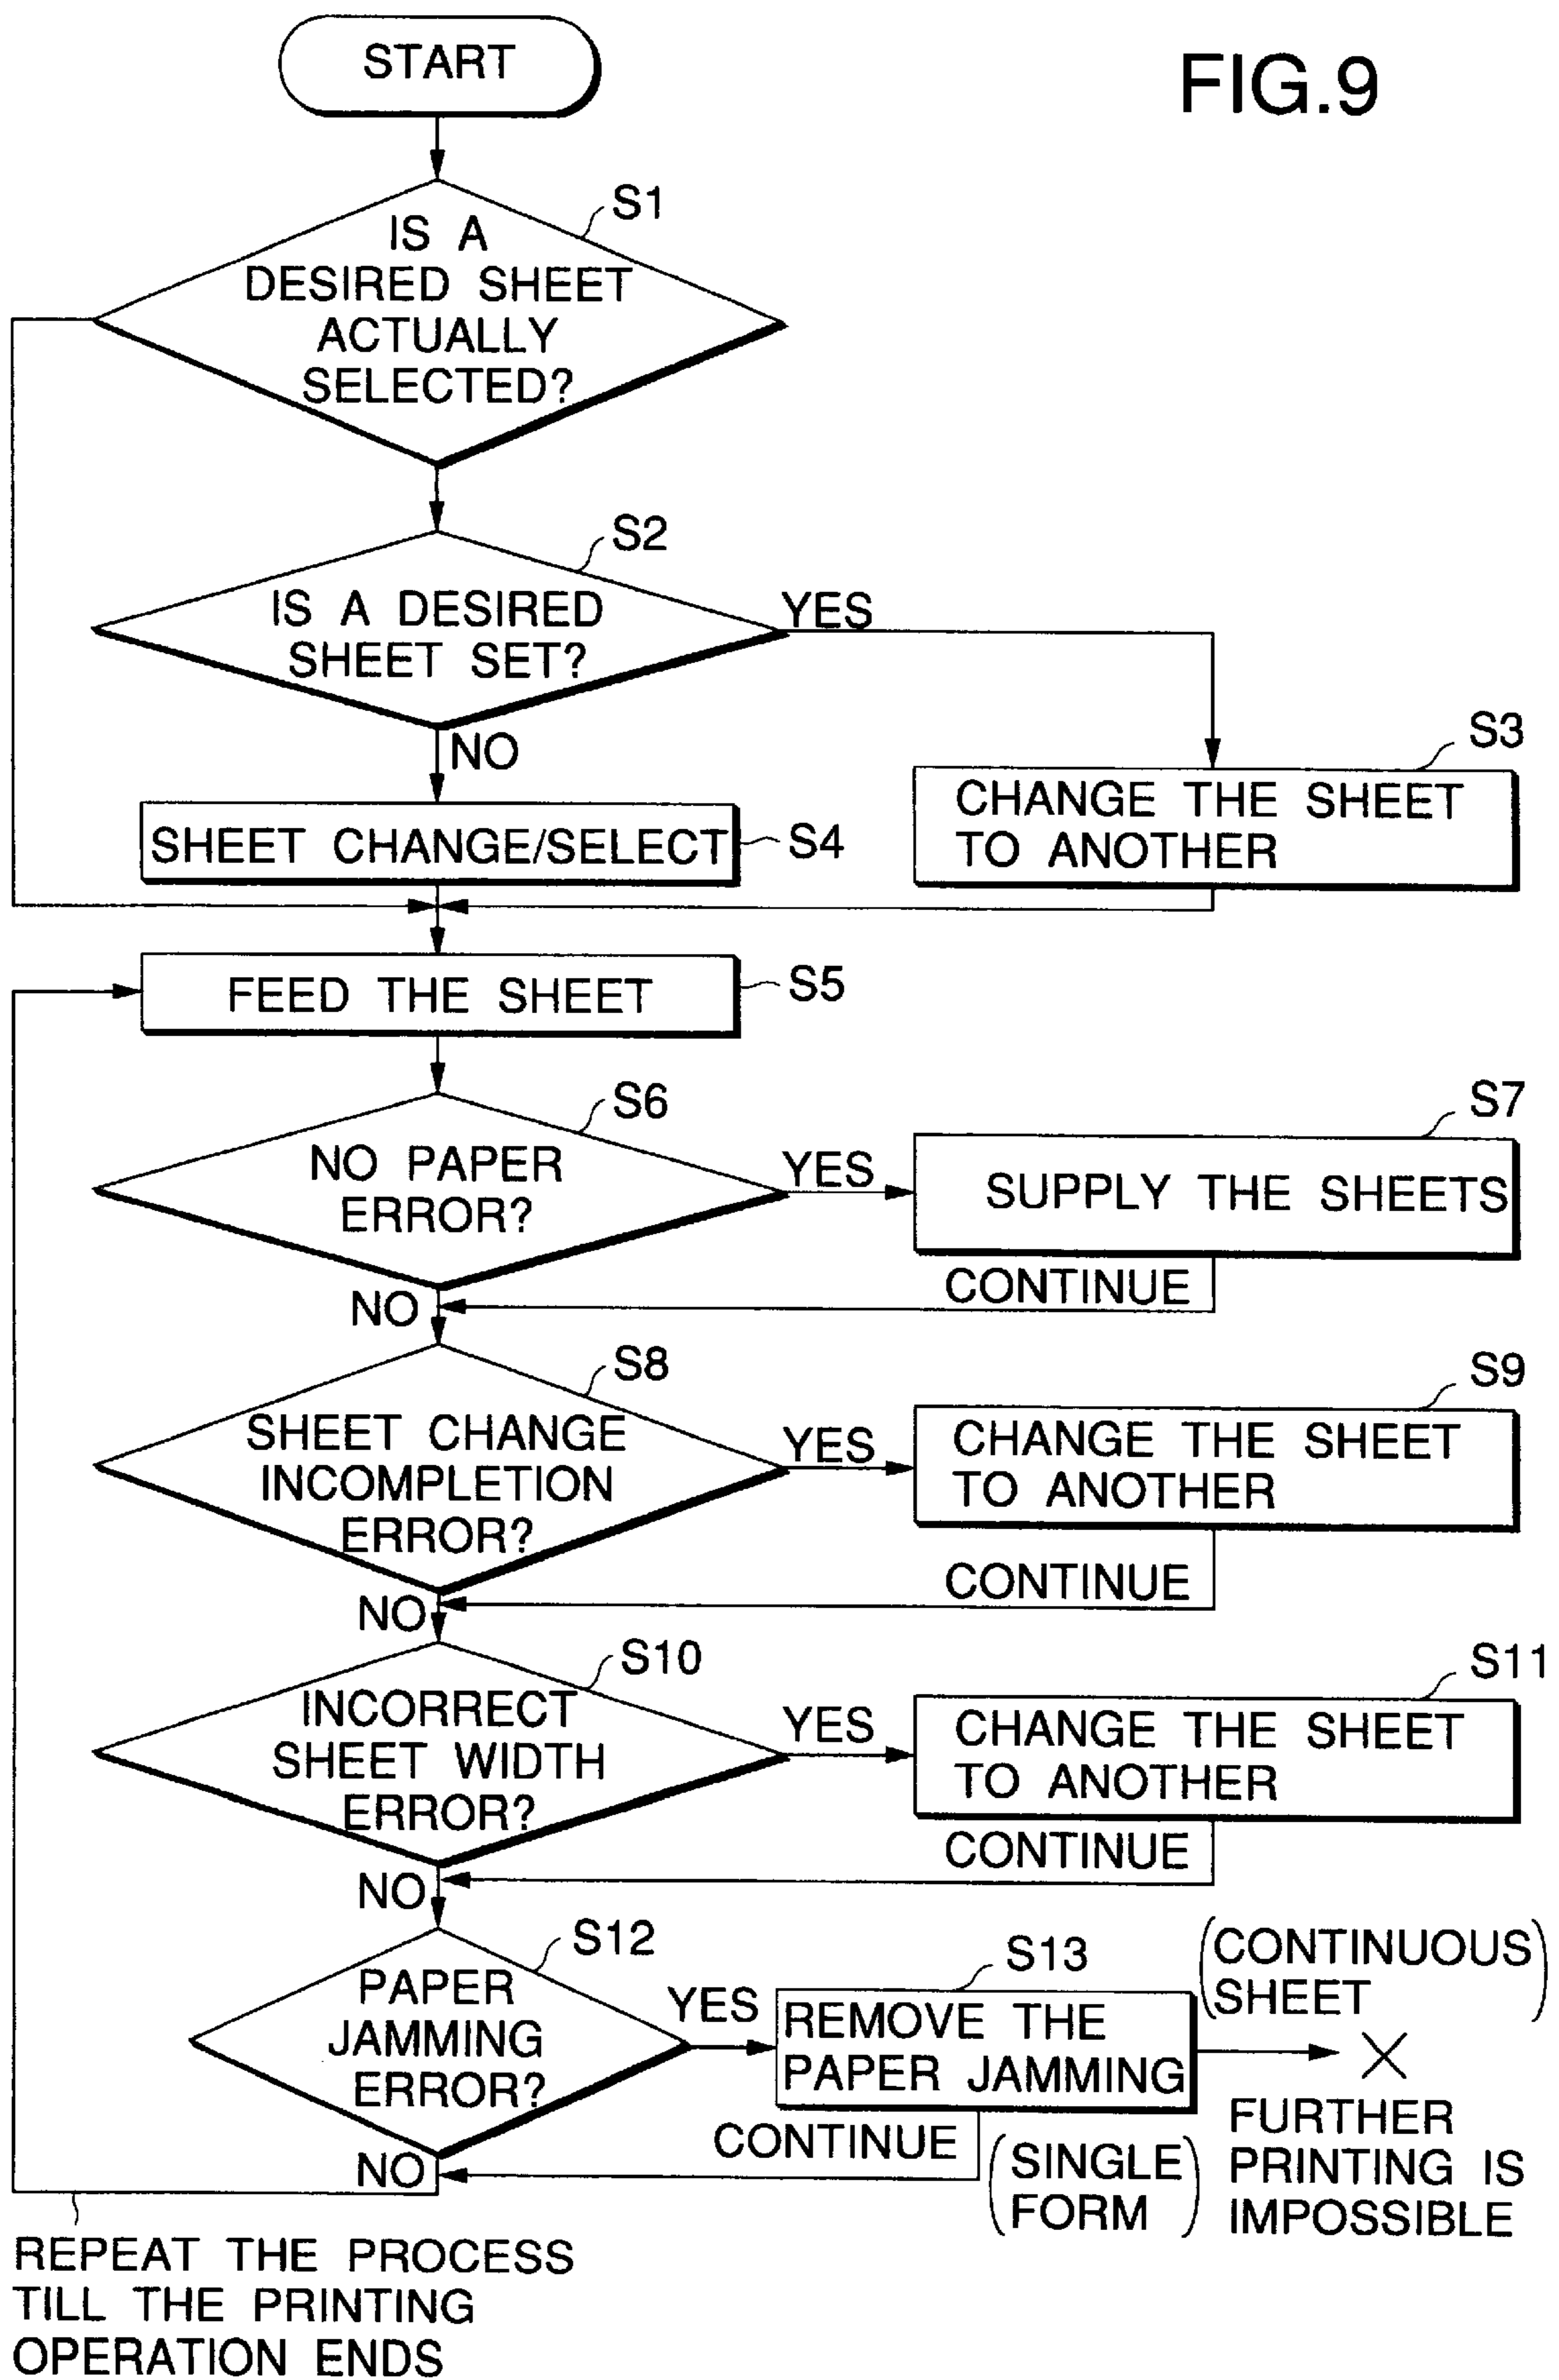 START
FIG.9
S1
IS A
DESIRED SHEET
ACTUALLY
SELECTED?
S2
IS A DESIRED
SHEET SET?
YES
NO
S3
CHANGE THE SHEET
TO ANOTHER
SHEET CHANGE/SELECT
S4
FEED THE SHEET
S5
S6
NO PAPER
ERROR?
YES
S7
SUPPLY THE SHEETS
CONTINUE
NO
S8
SHEET CHANGE
INCOMPLETION
ERROR?
YES
S9
CHANGE THE SHEET
TO ANOTHER
CONTINUE
NO
S10
INCORRECT
SHEET WIDTH
ERROR?
YES
S11
CHANGE THE SHEET
TO ANOTHER
CONTINUE
NO
S12
PAPER
JAMMING
ERROR?
YES
S13
REMOVE THE
PAPER JAMMING
(CONTINUOUS
SHEET)
FURTHER
PRINTING IS
IMPOSSIBLE
CONTINUE
(SINGLE
FORM)
NO
REPEAT THE PROCESS
TILL THE PRINTING
OPERATION ENDS